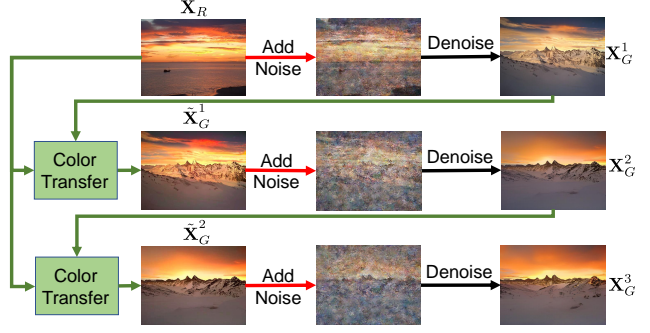 X_R
Add
Noise
Denoise
X_G^1
X̃_G^1
Color
Transfer
Add
Noise
Denoise
X_G^2
X̃_G^2
Color
Transfer
Add
Noise
Denoise
X_G^3